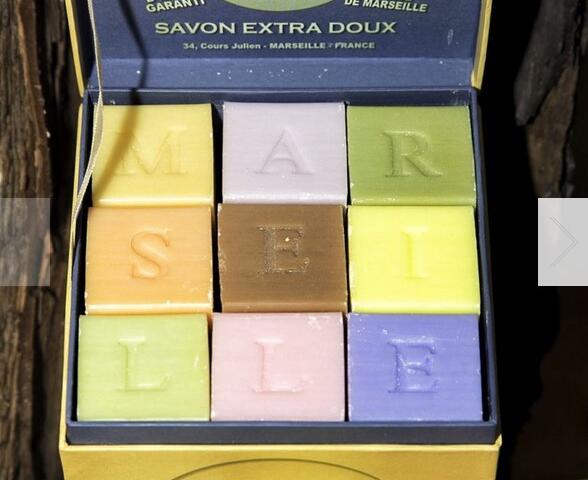 GARANTI
DE MARSEILLE
SAVON EXTRA DOUX
34, Cours Julien - MARSEILLE - FRANCE
M A R
S E I
L L E